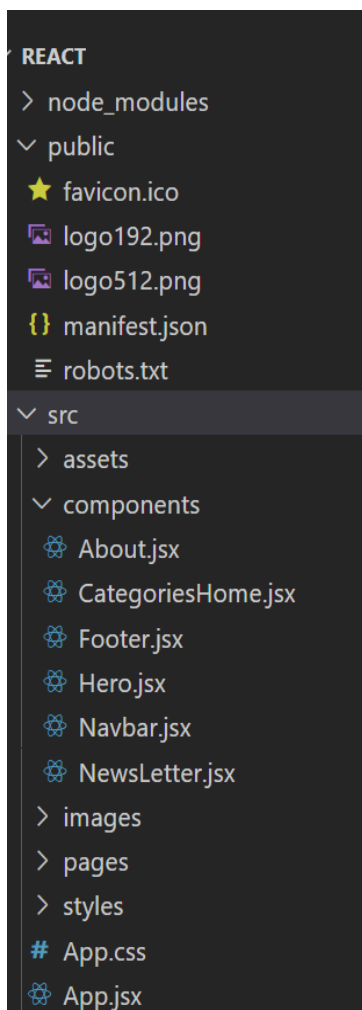 REACT
node_modules
public
favicon.ico
logo192.png
logo512.png
{} manifest.json
robots.txt
src
assets
components
About.jsx
CategoriesHome.jsx
Footer.jsx
Hero.jsx
Navbar.jsx
NewsLetter.jsx
images
pages
styles
# App.css
App.jsx